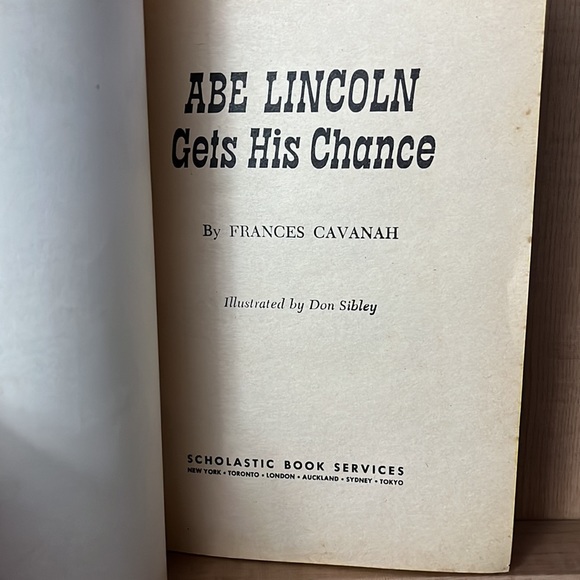 ABE LINCOLN
Gets His Chance
By FRANCES CAVANAH
Illustrated by Don Sibley
SCHOLASTIC BOOK SERVICES
NEW YORK • TORONTO • LONDON • AUCKLAND • SYDNEY • TOKYO